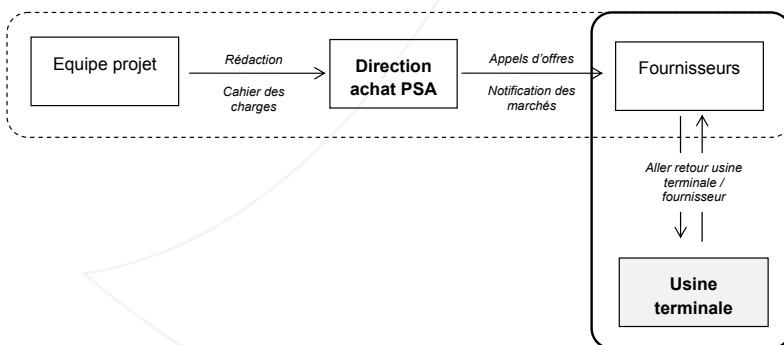 Equipe projet
Rédaction
Cahier des
charges
Direction
achat PSA
Appels d’offres
Notification des
marchés
Fournisseurs
Aller retour usine
terminale /
fournisseur
Usine
terminale